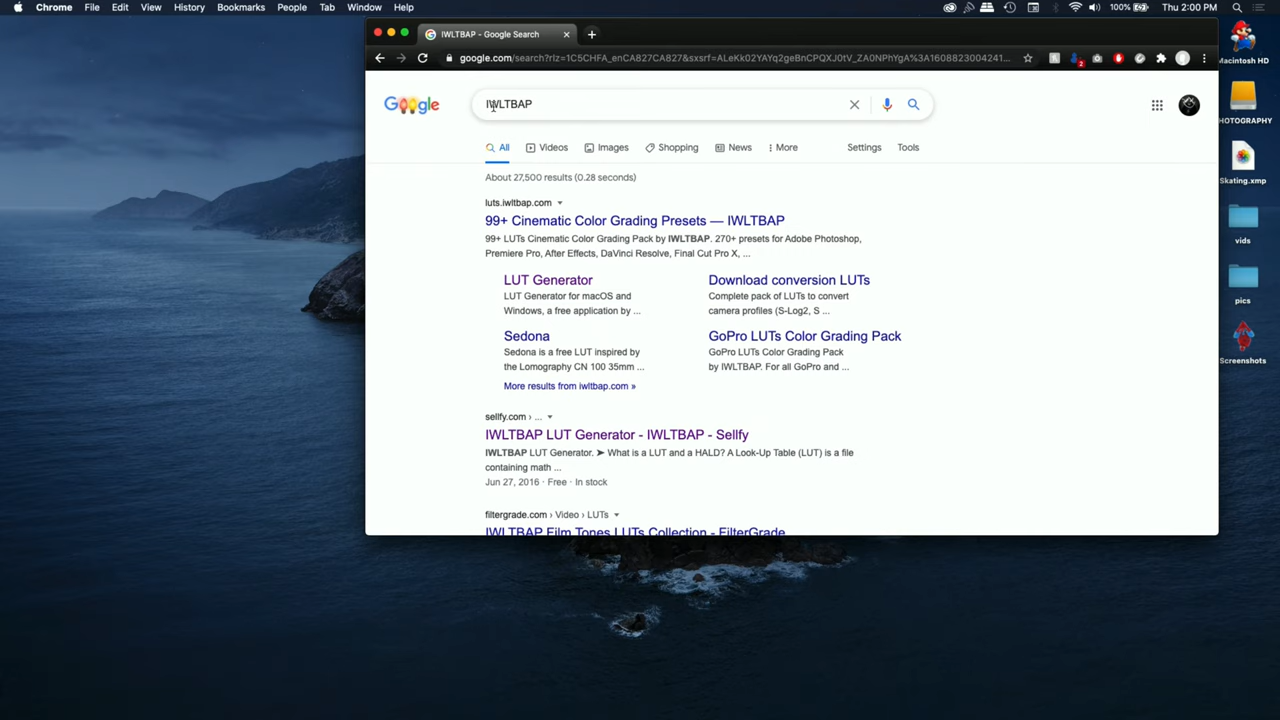 Chrome File Edit View History Bookmarks People Tab Window Help 100% Thu 2:00 PM
IWLTBAP - Google Search
google.com/search?rlz=1C5CHFA_enCA827CA827&sxsrf=ALeKk02YAYq2geBnCPQXJ0tV_ZA0NPhYgA%3A1608823004241...
2
Google
IWLTBAP
All Videos Images Shopping News More Settings Tools
About 27,500 results (0.28 seconds)
luts.iwltbap.com
99+ Cinematic Color Grading Presets — IWLTBAP
99+ LUTs Cinematic Color Grading Pack by IWLTBAP. 270+ presets for Adobe Photoshop,
Premiere Pro, After Effects, DaVinci Resolve, Final Cut Pro X, ...
LUT Generator
LUT Generator for macOS and
Windows, a free application by ...
Download conversion LUTs
Complete pack of LUTs to convert
camera profiles (S-Log2, S ...
Sedona
Sedona is a free LUT inspired by
the Lomography CN 100 35mm ...
GoPro LUTs Color Grading Pack
GoPro LUTs Color Grading Pack
by IWLTBAP. For all GoPro and ...
More results from iwltbap.com »
sellfy.com › ...
IWLTBAP LUT Generator - IWLTBAP - Sellfy
IWLTBAP LUT Generator. ➤ What is a LUT and a HALD? A Look-Up Table (LUT) is a file
containing math ...
Jun 27, 2016 · Free · In stock
filtergrade.com › Video › LUTs
IWLTBAP Film Tones LUTs Collection - FilterGrade
Macintosh HD
HOTOGRAPHY
Skating.xmp
vids
pics
Screenshots